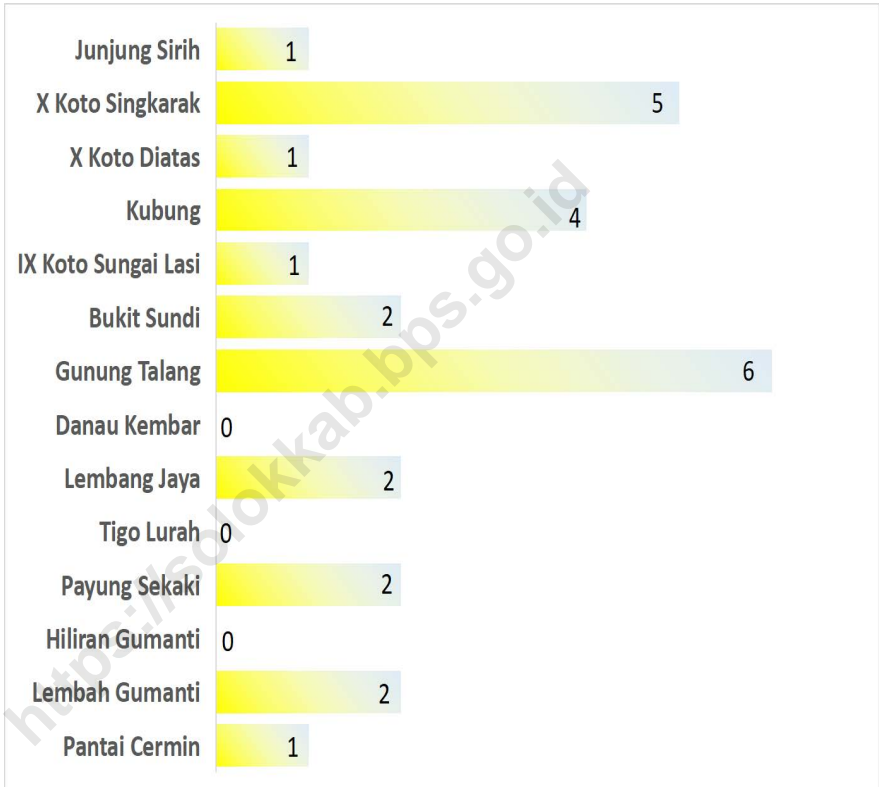 Junjung Sirih 1
X Koto Singkarak 5
X Koto Diatas 1
Kubung 4
IX Koto Sungai Lasi 1
Bukit Sundi 2
Gunung Talang 6
Danau Kembar 0
Lembang Jaya 2
Tigo Lurah 0
Payung Sekaki 2
Hiliran Gumanti 0
Lembah Gumanti 2
Pantai Cermin 1
https://solokkab.bps.go.id